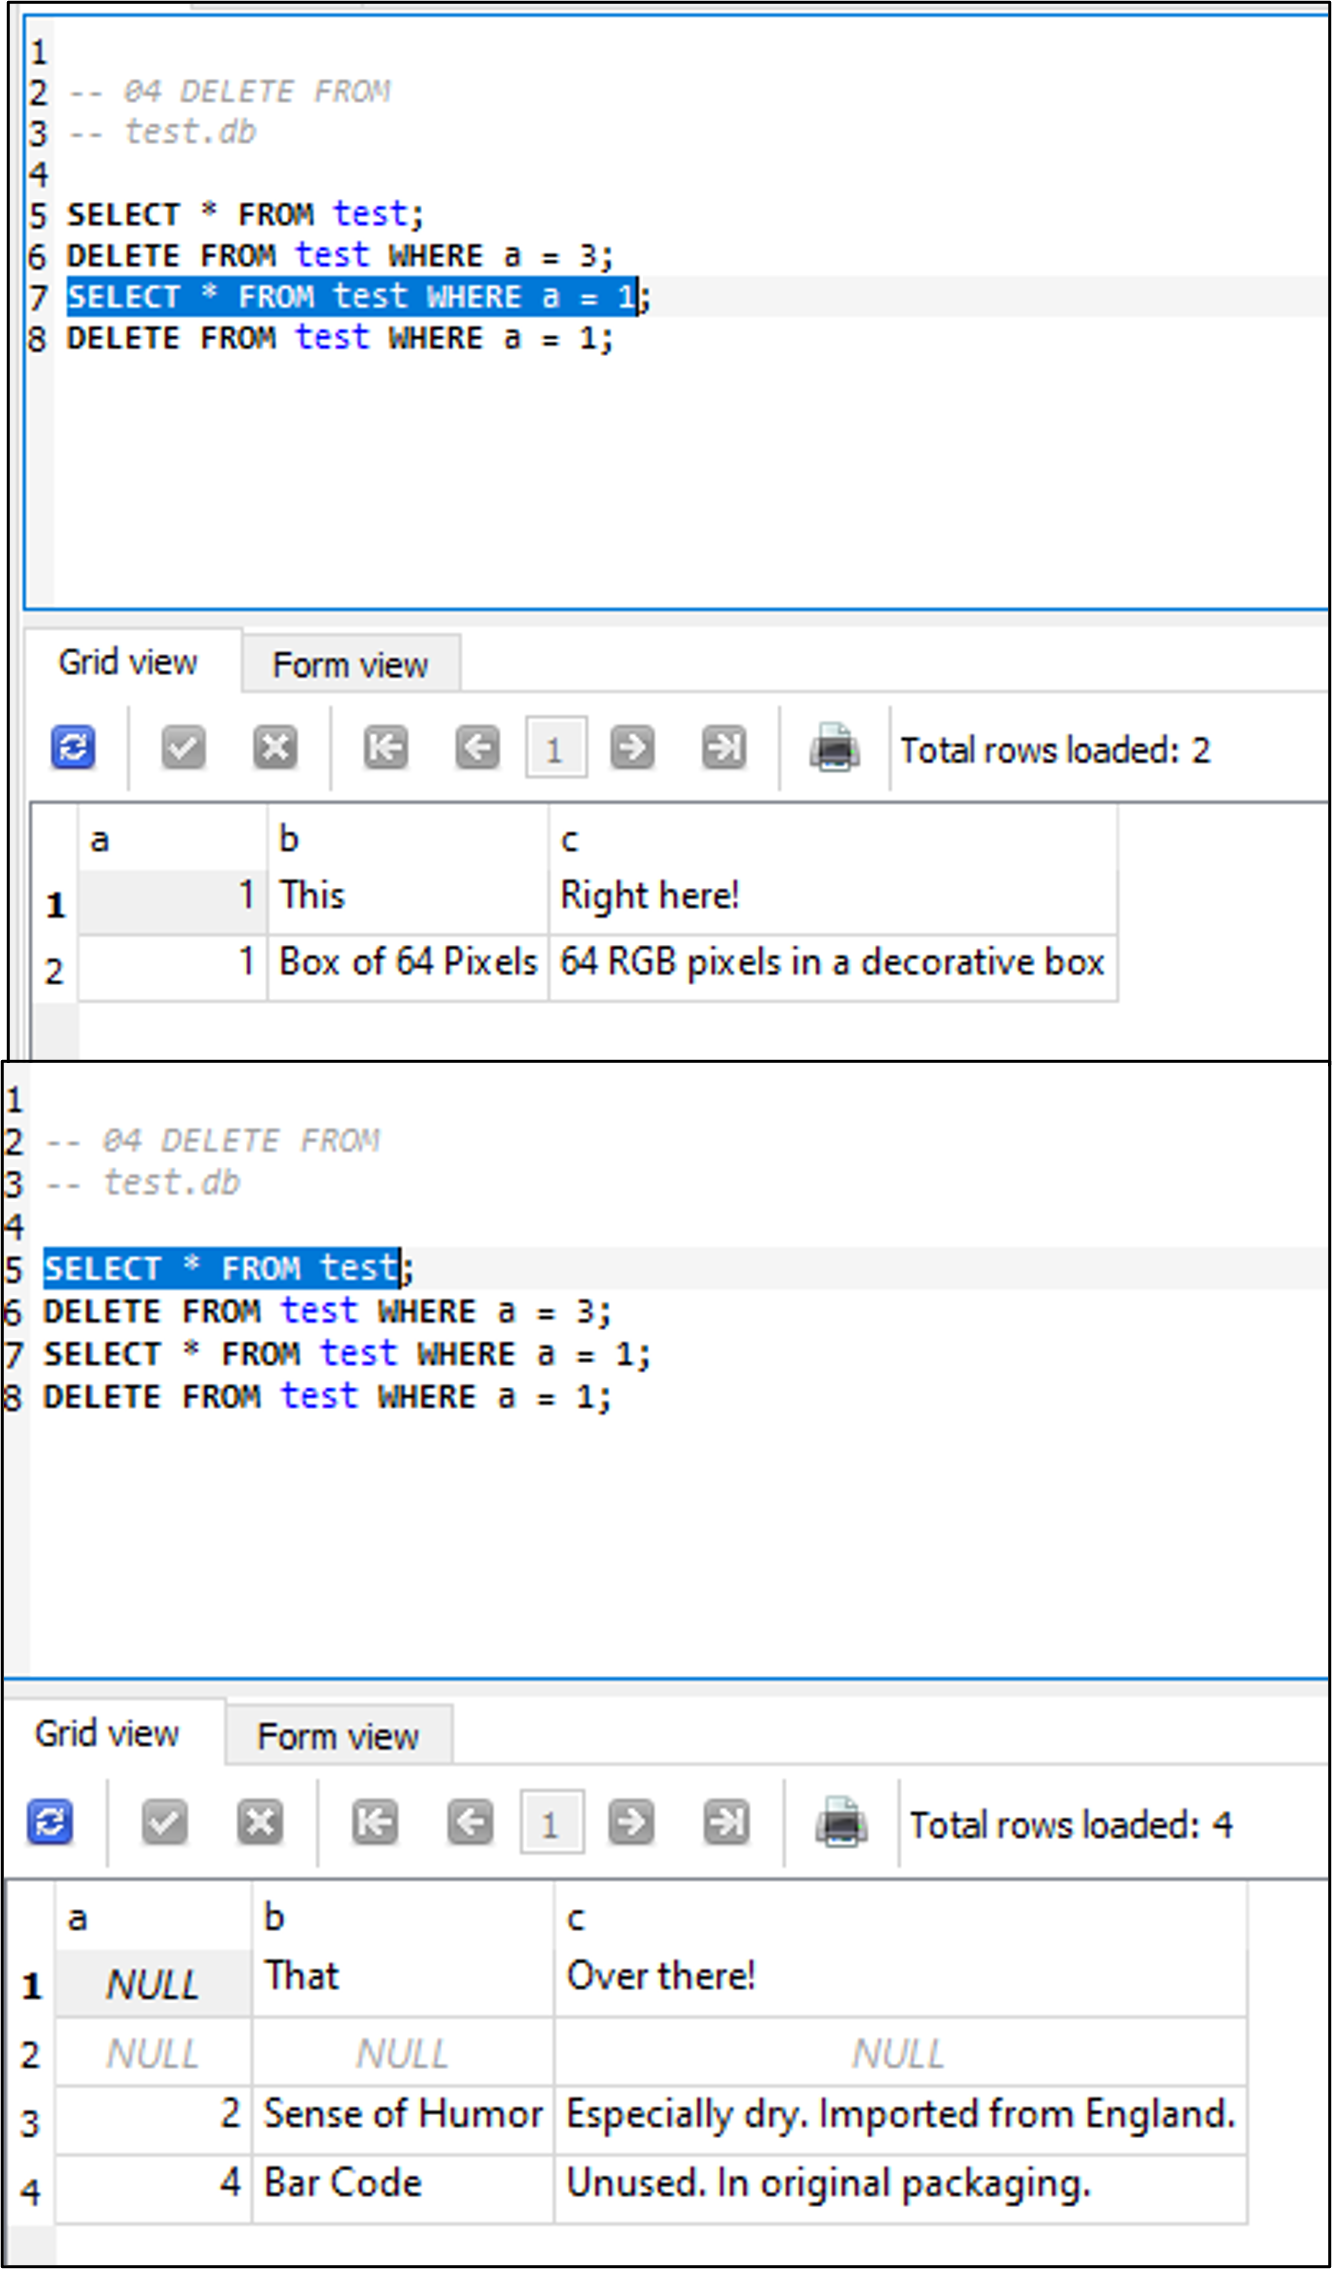 1
2 -- 04 DELETE FROM
3 -- test.db
4
5 SELECT * FROM test;
6 DELETE FROM test WHERE a = 3;
7 SELECT * FROM test WHERE a = 1;
8 DELETE FROM test WHERE a = 1;
Grid view Form view
1 Total rows loaded: 2
a b c
1 1 This Right here!
2 1 Box of 64 Pixels 64 RGB pixels in a decorative box
1
2 -- 04 DELETE FROM
3 -- test.db
4
5 SELECT * FROM test;
6 DELETE FROM test WHERE a = 3;
7 SELECT * FROM test WHERE a = 1;
8 DELETE FROM test WHERE a = 1;
Grid view Form view
1 Total rows loaded: 4
a b c
1 NULL That Over there!
2 NULL NULL NULL
3 2 Sense of Humor Especially dry. Imported from England.
4 4 Bar Code Unused. In original packaging.